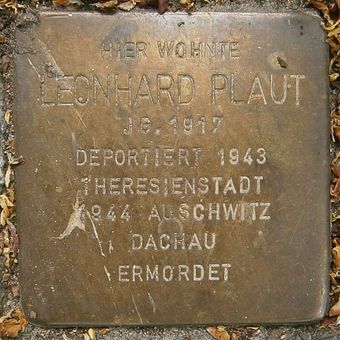 HIER WOHNTE
LEONHARD PLAUT
JG. 1917
DEPORTIERT 1943
THERESIENSTADT
1944 AUSCHWITZ
DACHAU
ERMORDET